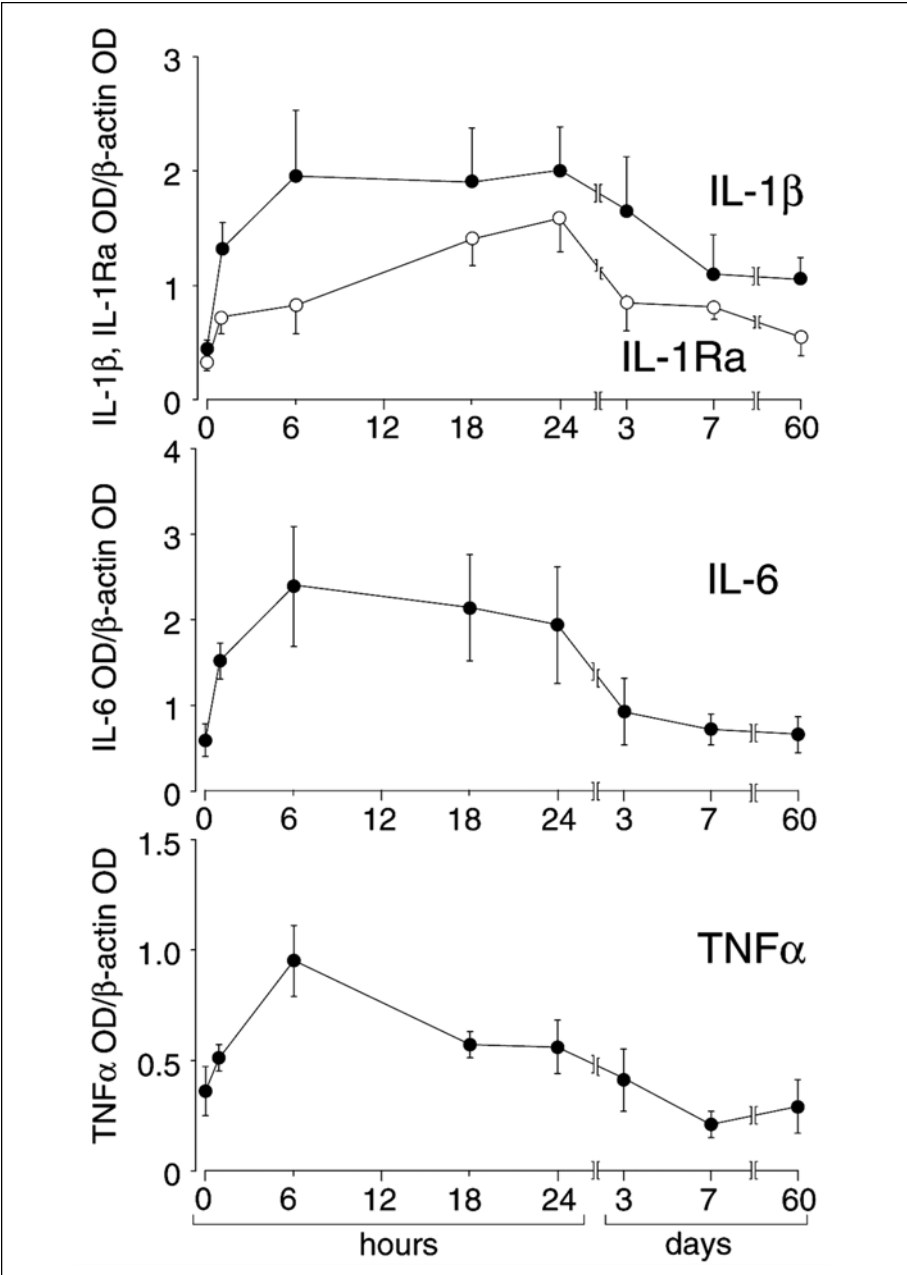 IL-1β, IL-1Ra OD/β-actin OD
3
2
1
0
IL-1β
IL-1Ra
0 6 12 18 24 3 7 60
IL-6 OD/β-actin OD
4
3
2
1
0
IL-6
0 6 12 18 24 3 7 60
TNFα OD/β-actin OD
1.5
1.0
0.5
0
TNFα
0 6 12 18 24 3 7 60
hours days